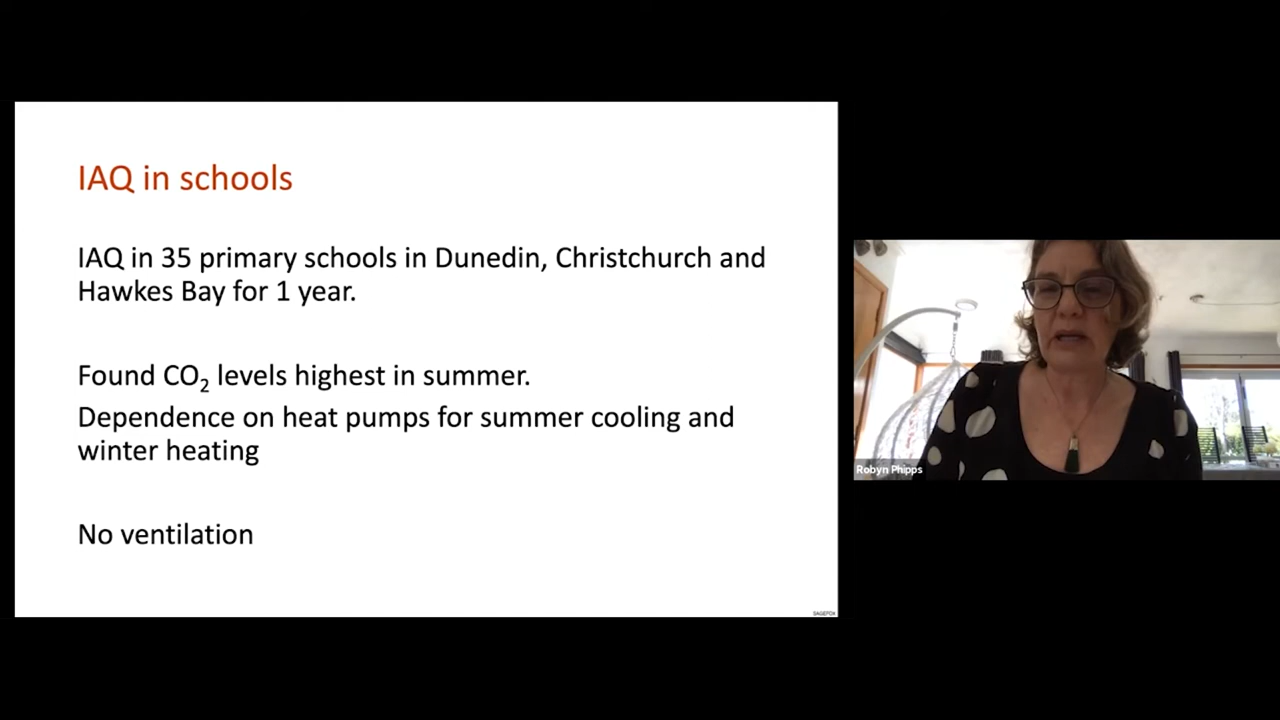 IAQ in schools
IAQ in 35 primary schools in Dunedin, Christchurch and
Hawkes Bay for 1 year.
Found CO₂ levels highest in summer.
Dependence on heat pumps for summer cooling and
winter heating
No ventilation
SAGEFOX
Robyn Phipps